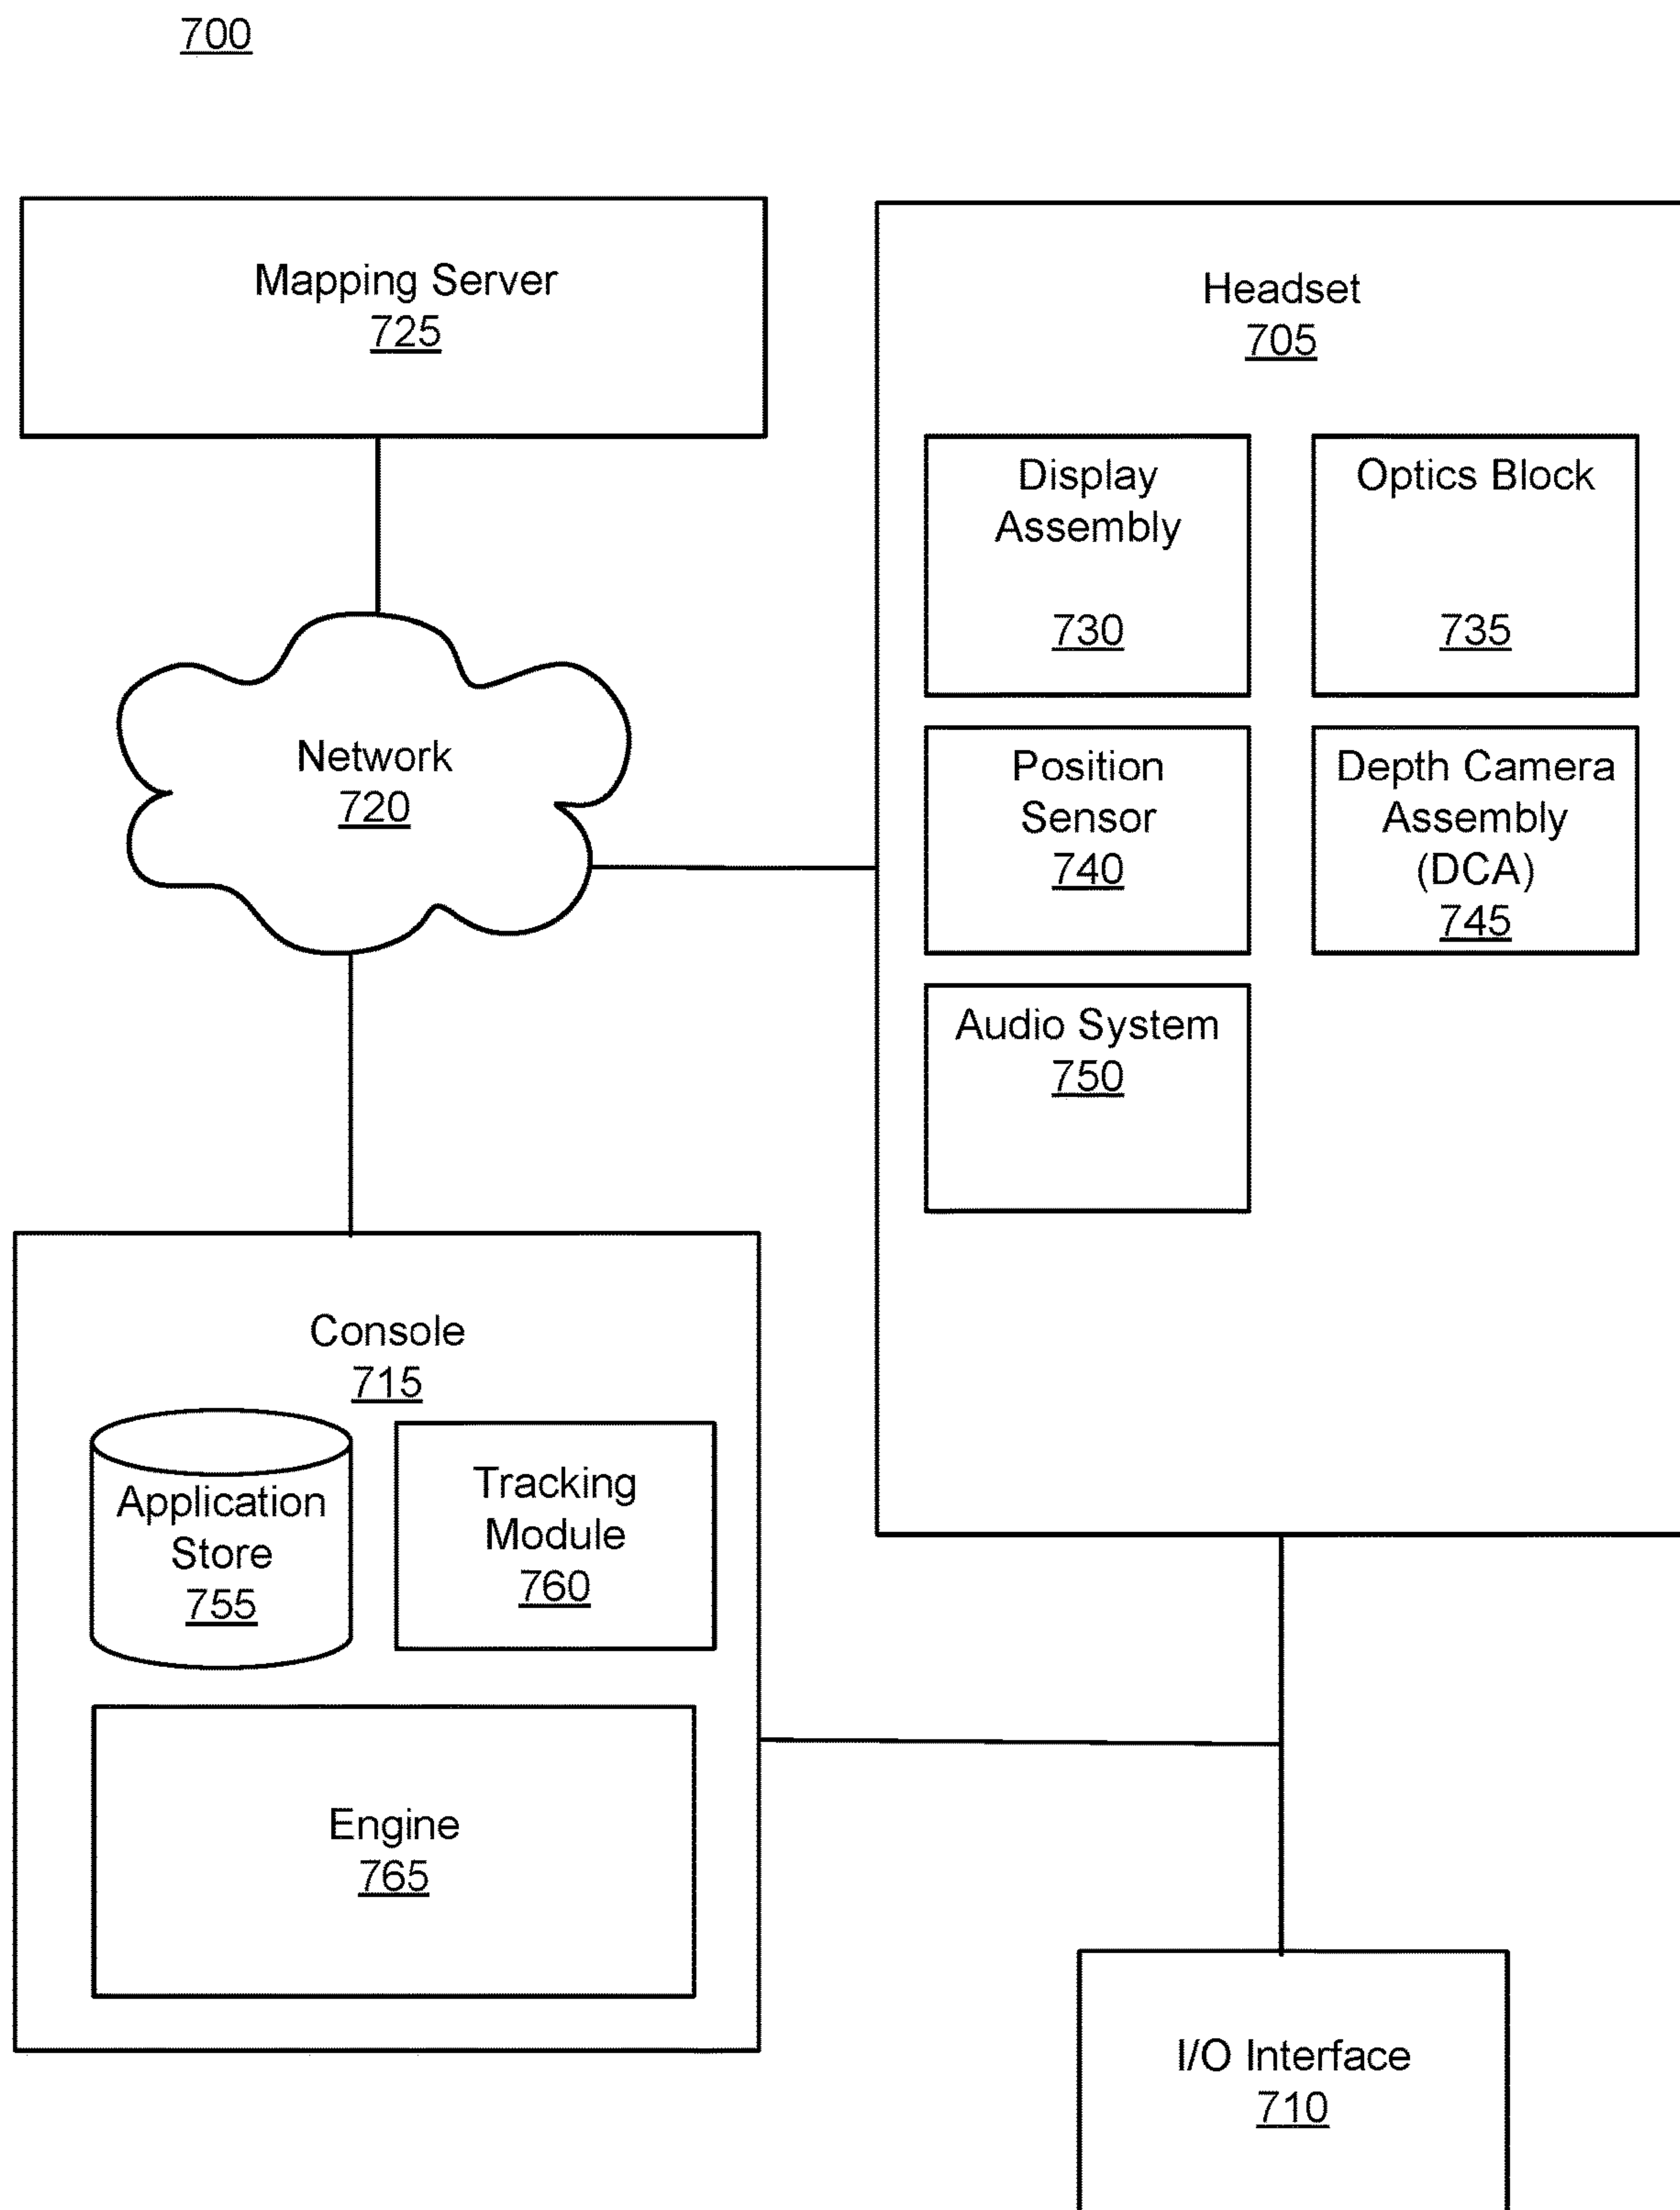 700
Mapping Server
725
Headset
705
Display
Assembly
730
Optics Block
735
Position
Sensor
740
Depth Camera
Assembly
(DCA)
745
Audio System
750
Network
720
Console
715
Application
Store
755
Tracking
Module
760
Engine
765
I/O Interface
710